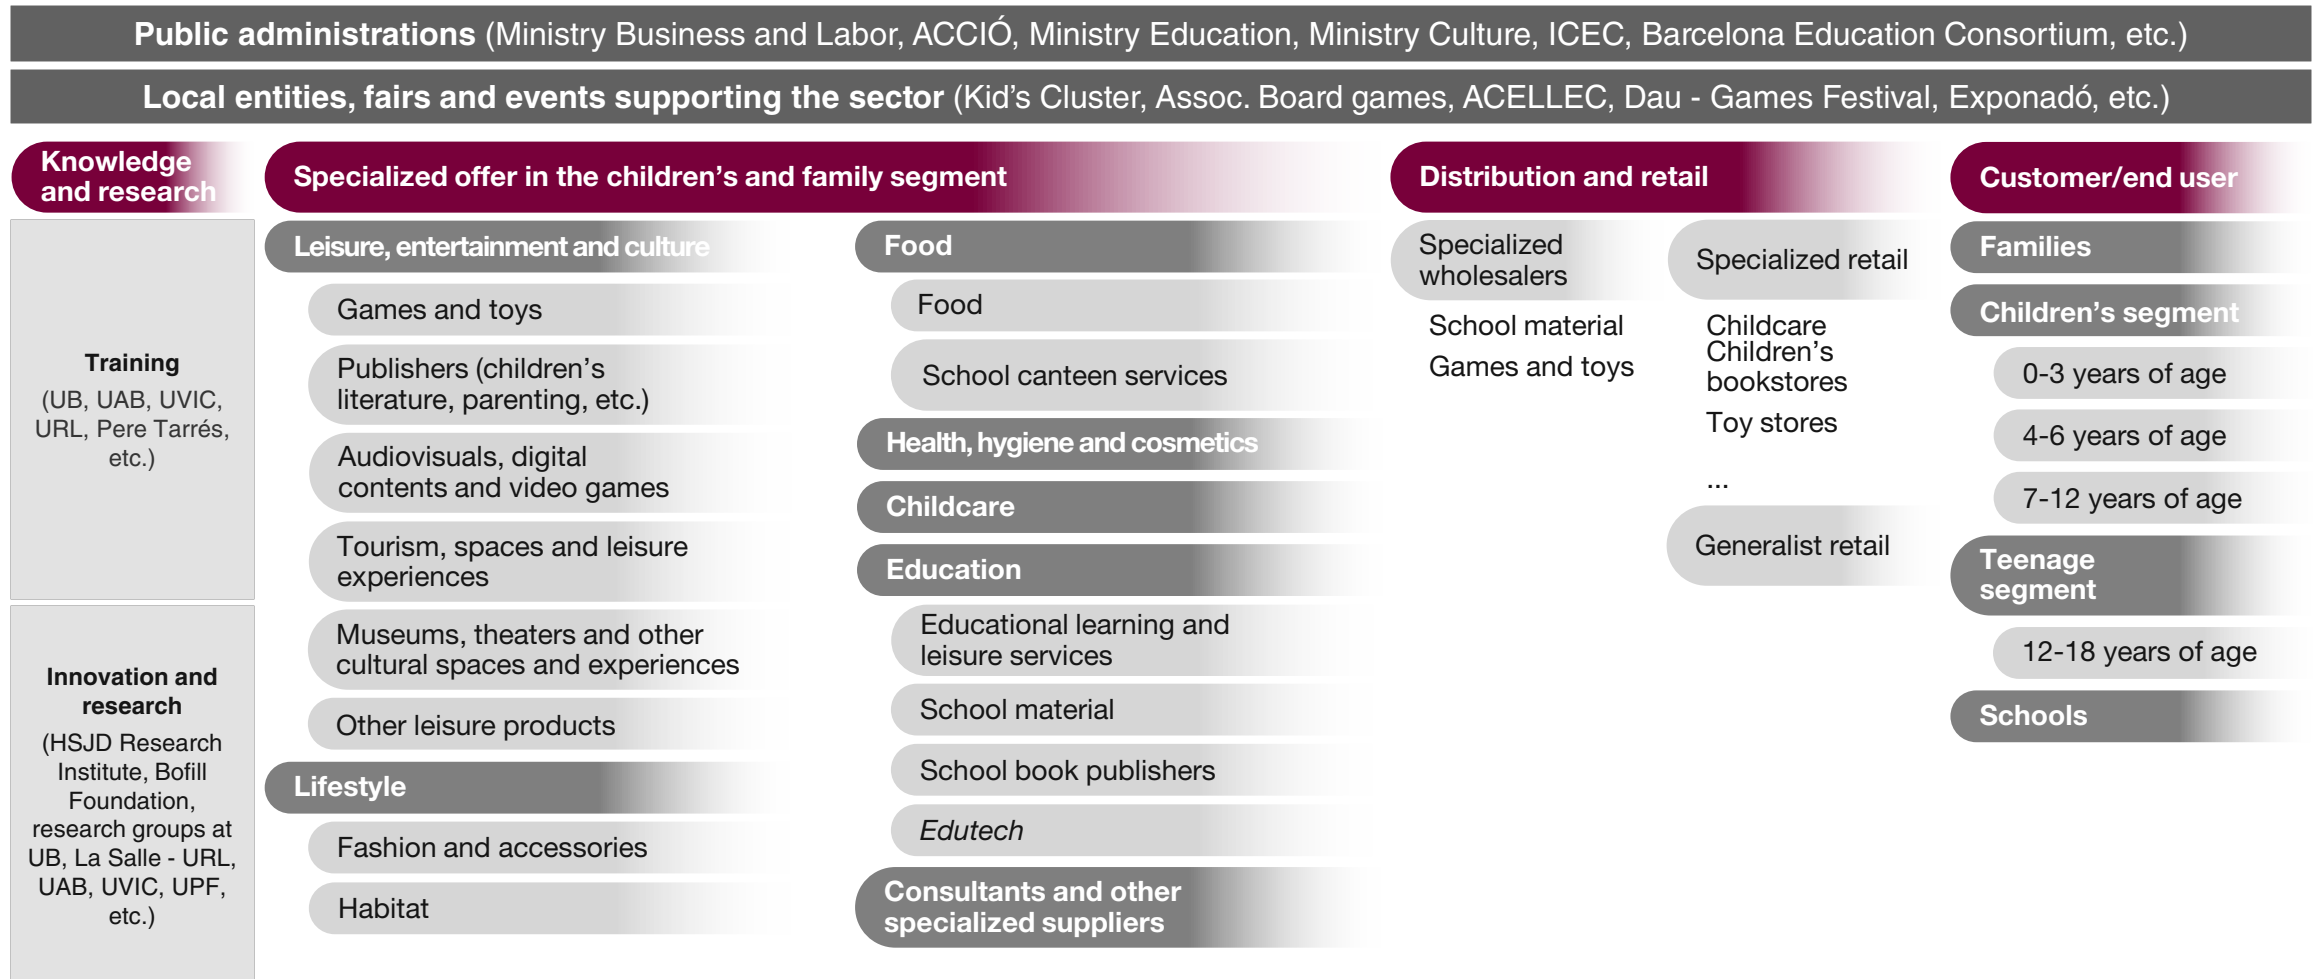 Public administrations (Ministry Business and Labor, ACCIÓ, Ministry Education, Ministry Culture, ICEC, Barcelona Education Consortium, etc.)
Local entities, fairs and events supporting the sector (Kid’s Cluster, Assoc. Board games, ACELLEC, Dau - Games Festival, Exponadó, etc.)
Knowledge
and research
Training
(UB, UAB, UVIC,
URL, Pere Tarrés,
etc.)
Innovation and
research
(HSJD Research
Institute, Bofill
Foundation,
research groups at
UB, La Salle - URL,
UAB, UVIC, UPF,
etc.)
Specialized offer in the children’s and family segment
Leisure, entertainment and culture
Games and toys
Publishers (children’s
literature, parenting, etc.)
Audiovisuals, digital
contents and video games
Tourism, spaces and leisure
experiences
Museums, theaters and other
cultural spaces and experiences
Other leisure products
Lifestyle
Fashion and accessories
Habitat
Food
Food
School canteen services
Health, hygiene and cosmetics
Childcare
Education
Educational learning and
leisure services
School material
School book publishers
Edutech
Consultants and other
specialized suppliers
Distribution and retail
Specialized
wholesalers
School material
Games and toys
Specialized retail
Childcare
Children’s
bookstores
Toy stores
...
Generalist retail
Customer/end user
Families
Children’s segment
0-3 years of age
4-6 years of age
7-12 years of age
Teenage
segment
12-18 years of age
Schools